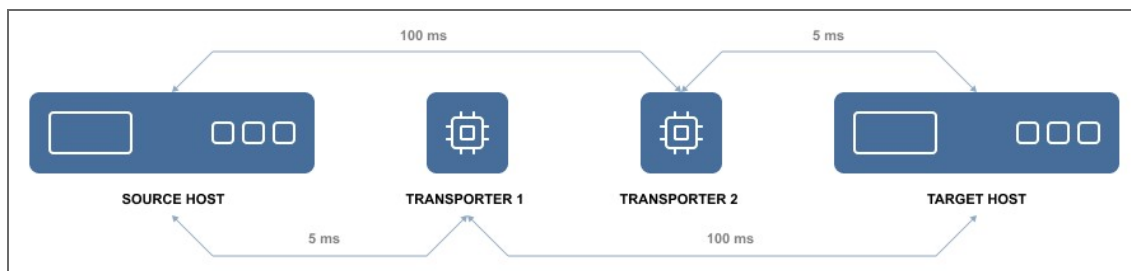 100 ms
5 ms
SOURCE HOST
TRANSPORTER 1
TRANSPORTER 2
TARGET HOST
5 ms
100 ms